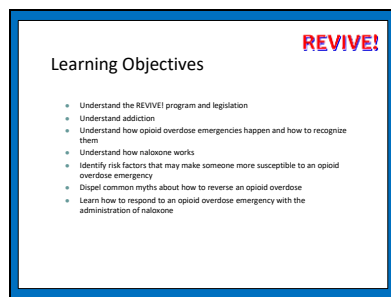 REVIVE!
Learning Objectives
Understand the REVIVE! program and legislation
Understand addiction
Understand how opioid overdose emergencies happen and how to recognize
them
Understand how naloxone works
Identify risk factors that may make someone more susceptible to an opioid
overdose emergency
Dispel common myths about how to reverse an opioid overdose
Learn how to respond to an opioid overdose emergency with the
administration of naloxone